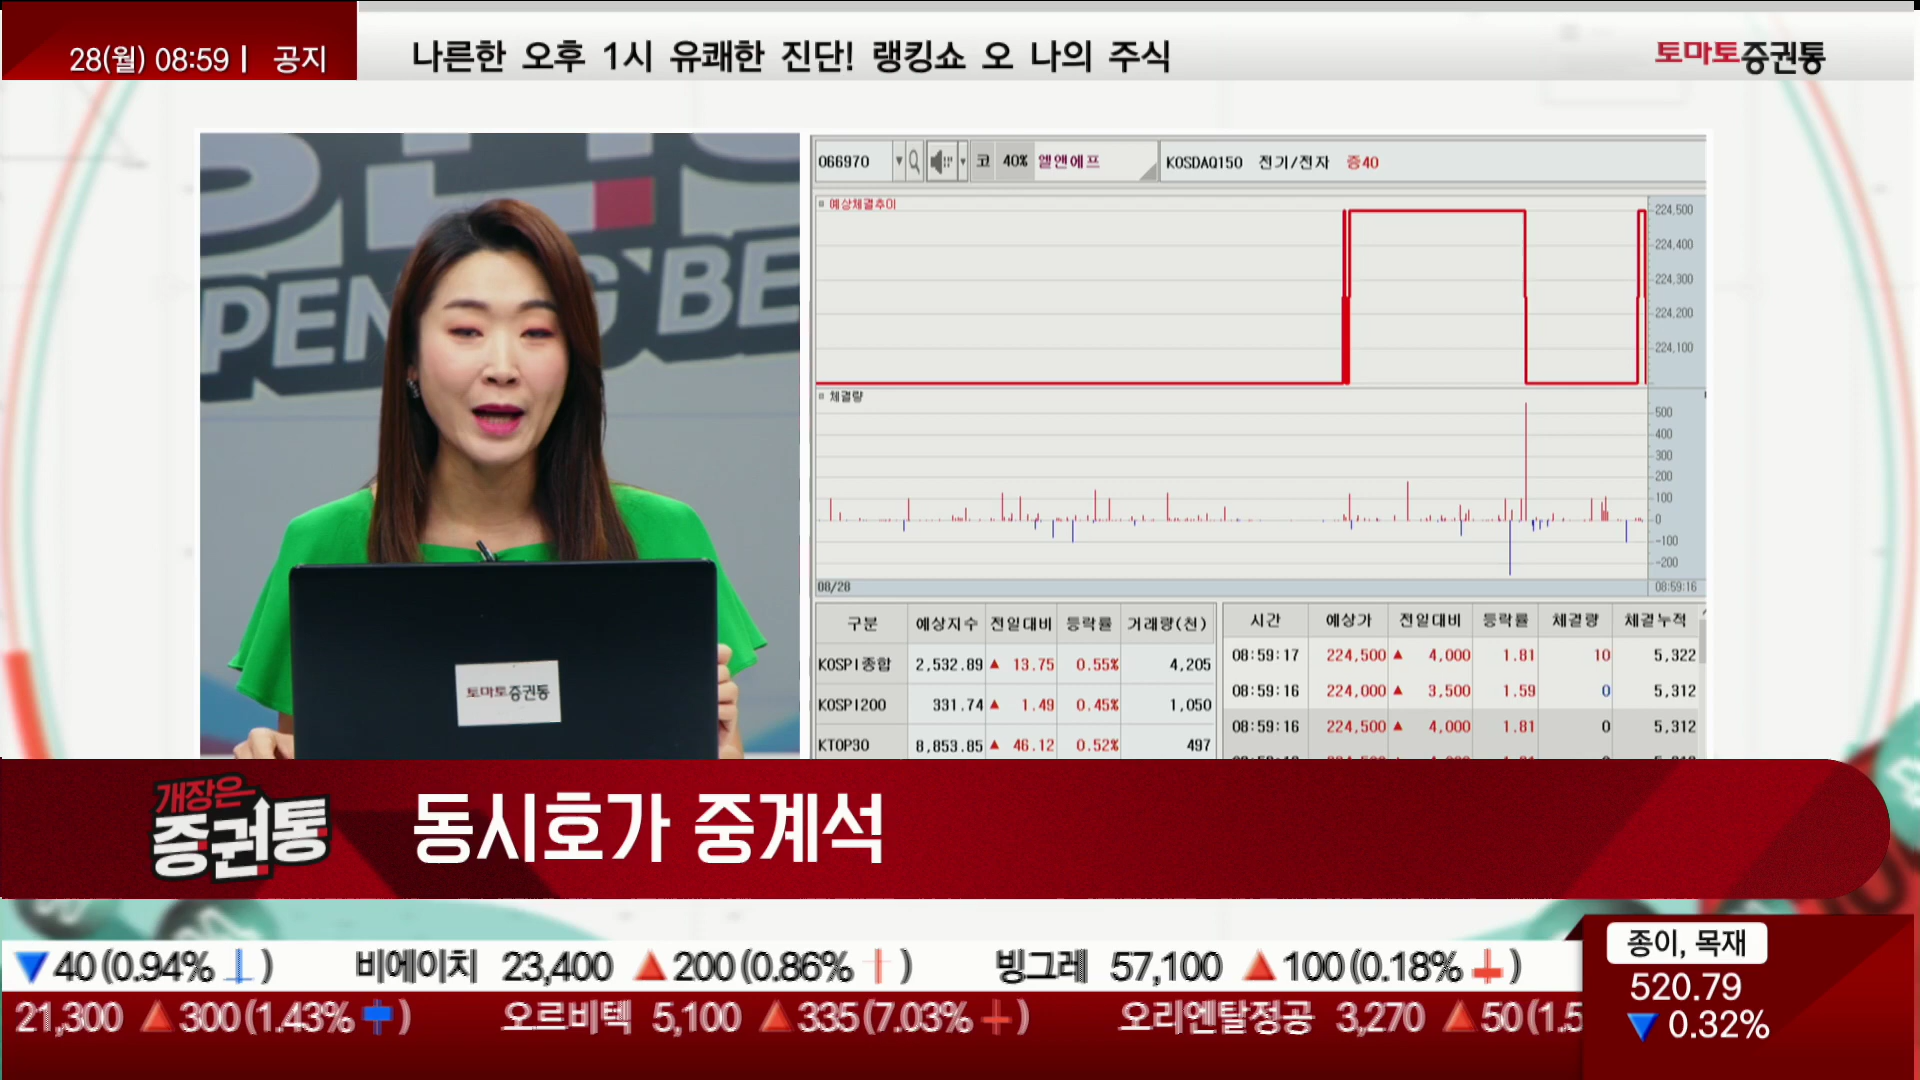 28(월) 08:59 | 공지
나른한 오후 1시 유쾌한 진단! 랭킹쇼 오 나의 주식
토마토증권통
PENING BE
066970 코 40% 엘앤에프 KOSDAQ150 전기/전자 증40
예상체결추이
224,500
224,400
224,300
224,200
224,100
체결량
500
400
300
200
100
0
-100
-200
08/28 08:59:16
구분 예상지수 전일대비 등락률 거래량(천)
KOSPI종합 2,532.89 ▲ 13.75 0.55% 4,205
KOSPI200 331.74 ▲ 1.49 0.45% 1,050
KTOP30 8,853.85 ▲ 46.12 0.52% 497
시간 예상가 전일대비 등락률 체결량 체결누적
08:59:17 224,500 ▲ 4,000 1.81 10 5,322
08:59:16 224,000 ▲ 3,500 1.59 0 5,312
08:59:16 224,500 ▲ 4,000 1.81 0 5,312
토마토증권통
개장은
증권통
동시호가 중계석
▼40(0.94%↓) 비에이치 23,400 ▲200(0.86%↑) 빙그레 57,100 ▲100(0.18%)
21,300 ▲300(1.43%) 오르비텍 5,100 ▲335(7.03%) 오리엔탈정공 3,270 ▲50(1.5
종이, 목재
520.79
▼ 0.32%